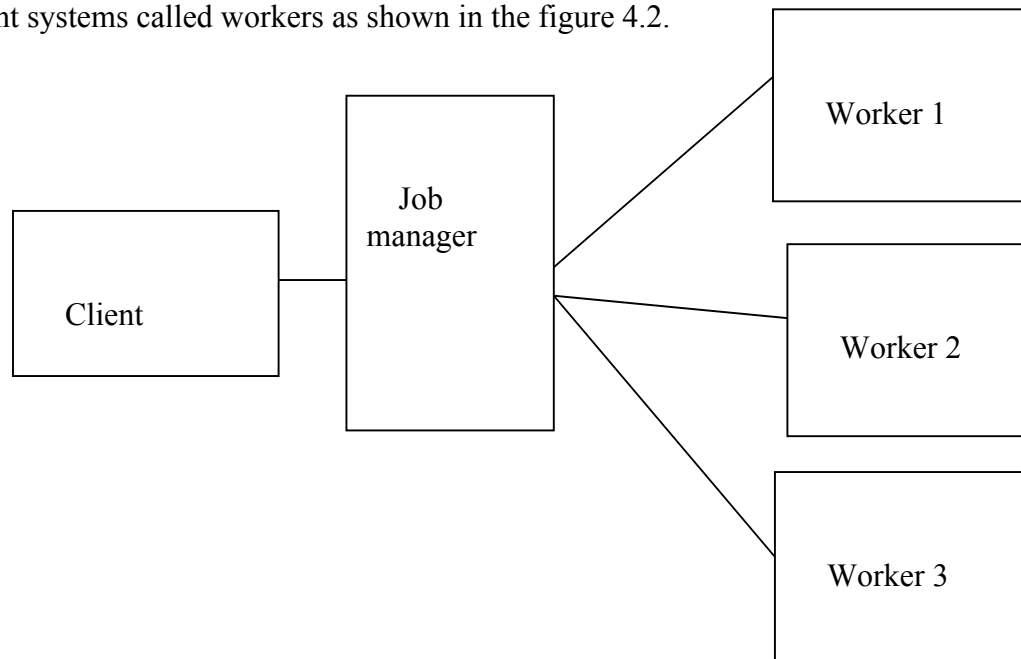 nt systems called workers as shown in the figure 4.2.
Worker 1
Job
manager
Client
Worker 2
Worker 3